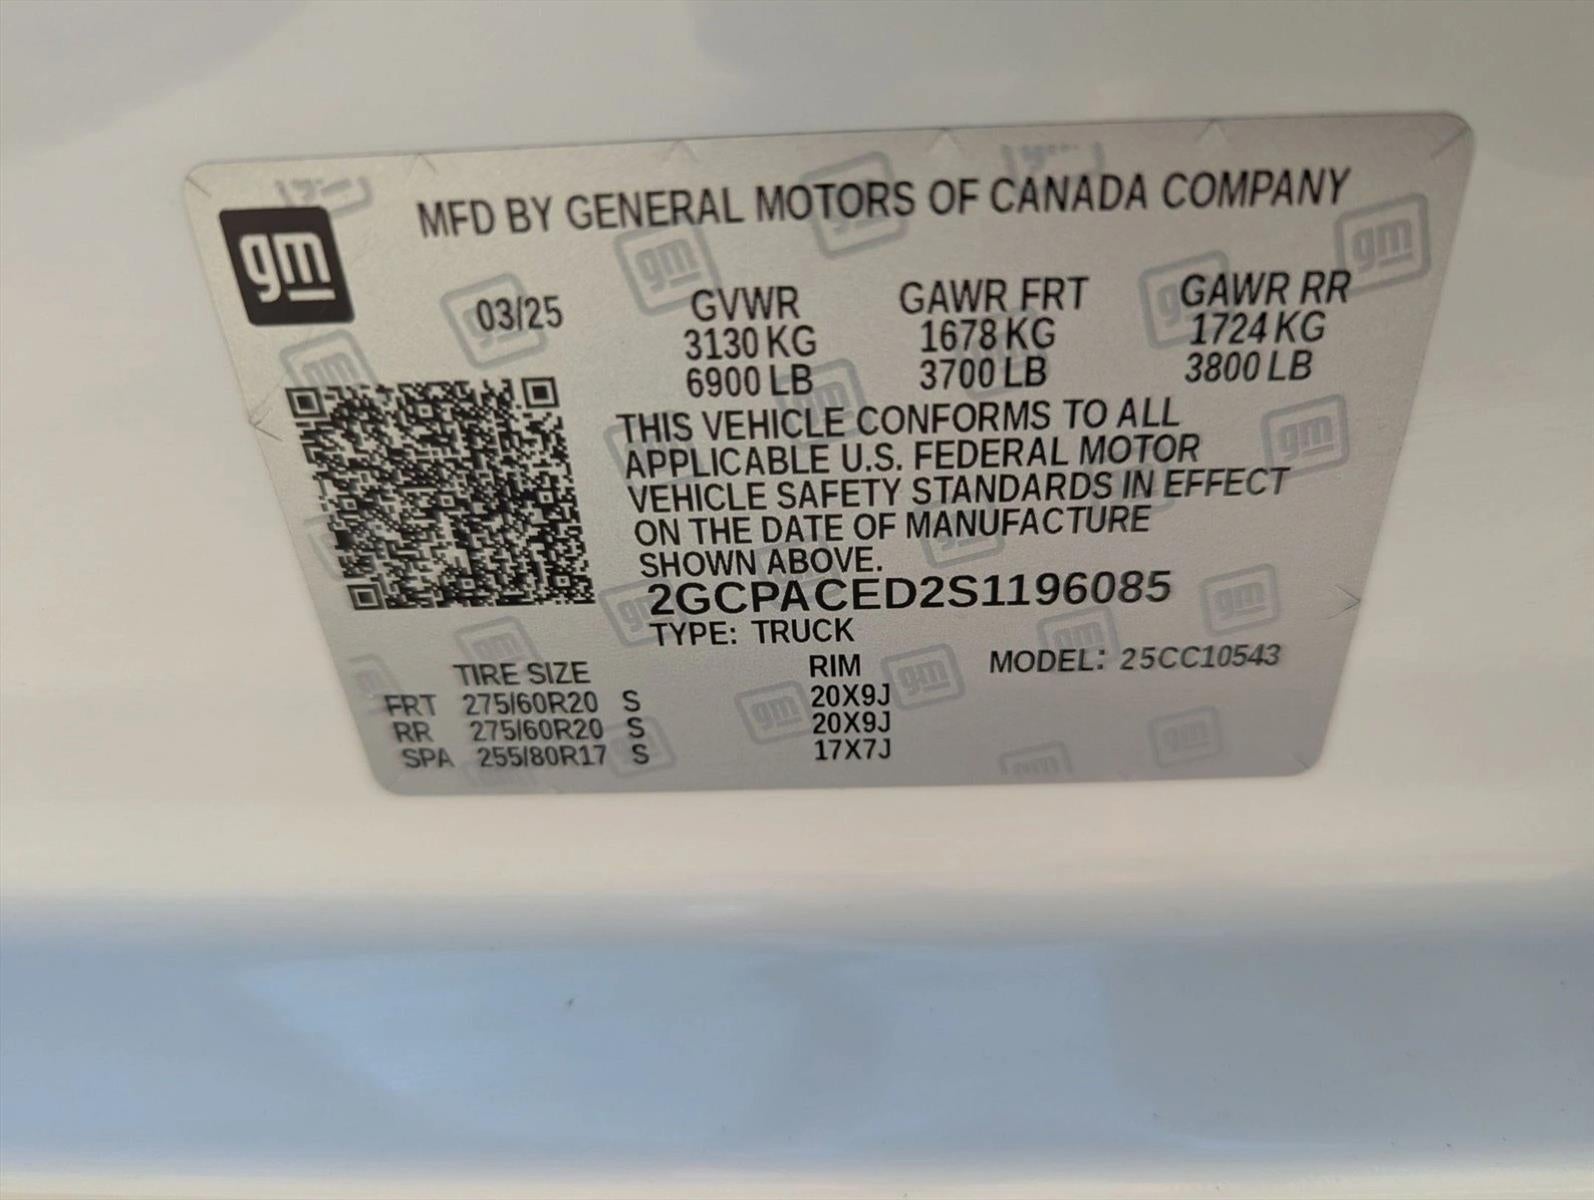 gm
MFD BY GENERAL MOTORS OF CANADA COMPANY
03/25 GVWR GAWR FRT GAWR RR
3130 KG 1678 KG 1724 KG
6900 LB 3700 LB 3800 LB
THIS VEHICLE CONFORMS TO ALL
APPLICABLE U.S. FEDERAL MOTOR
VEHICLE SAFETY STANDARDS IN EFFECT
ON THE DATE OF MANUFACTURE
SHOWN ABOVE.
2GCPACED2S1196085
TYPE: TRUCK
TIRE SIZE RIM MODEL: 25CC10543
FRT 275/60R20 S 20X9J
RR 275/60R20 S 20X9J
SPA 255/80R17 S 17X7J